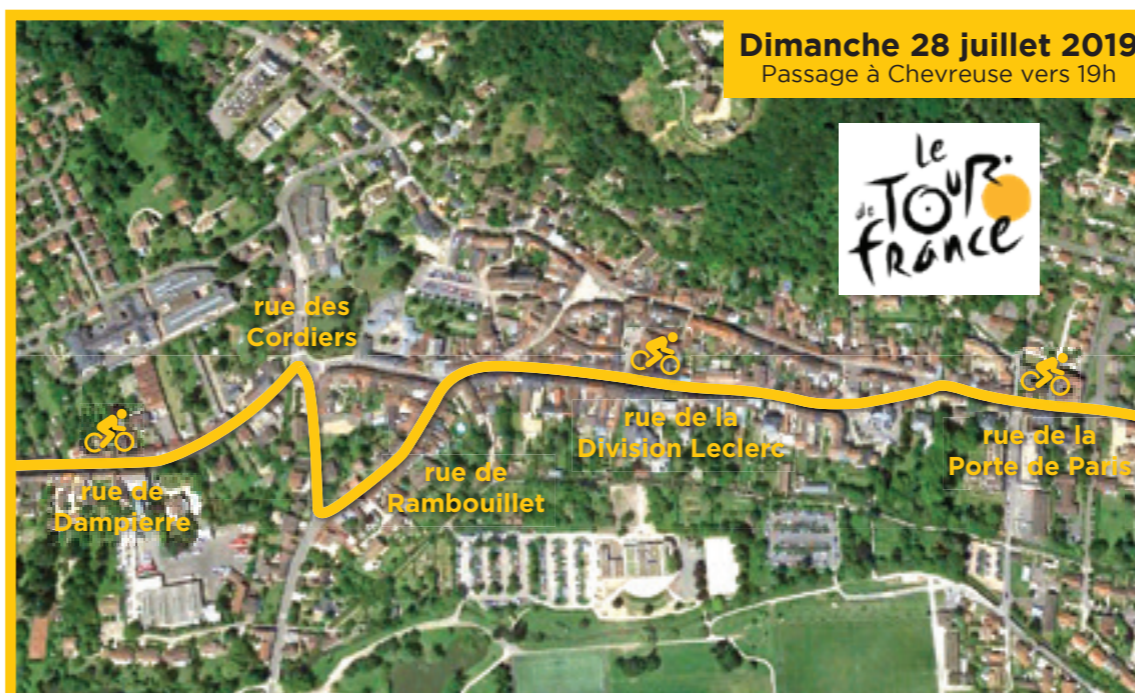 Dimanche 28 juillet 2019
Passage à Chevreuse vers 19h
Le
TOUR
de
FRANCE
rue des
Cordiers
rue de la
Division Leclerc
rue de la
Porte de Paris
rue de
Rambouillet
rue de
Dampierre